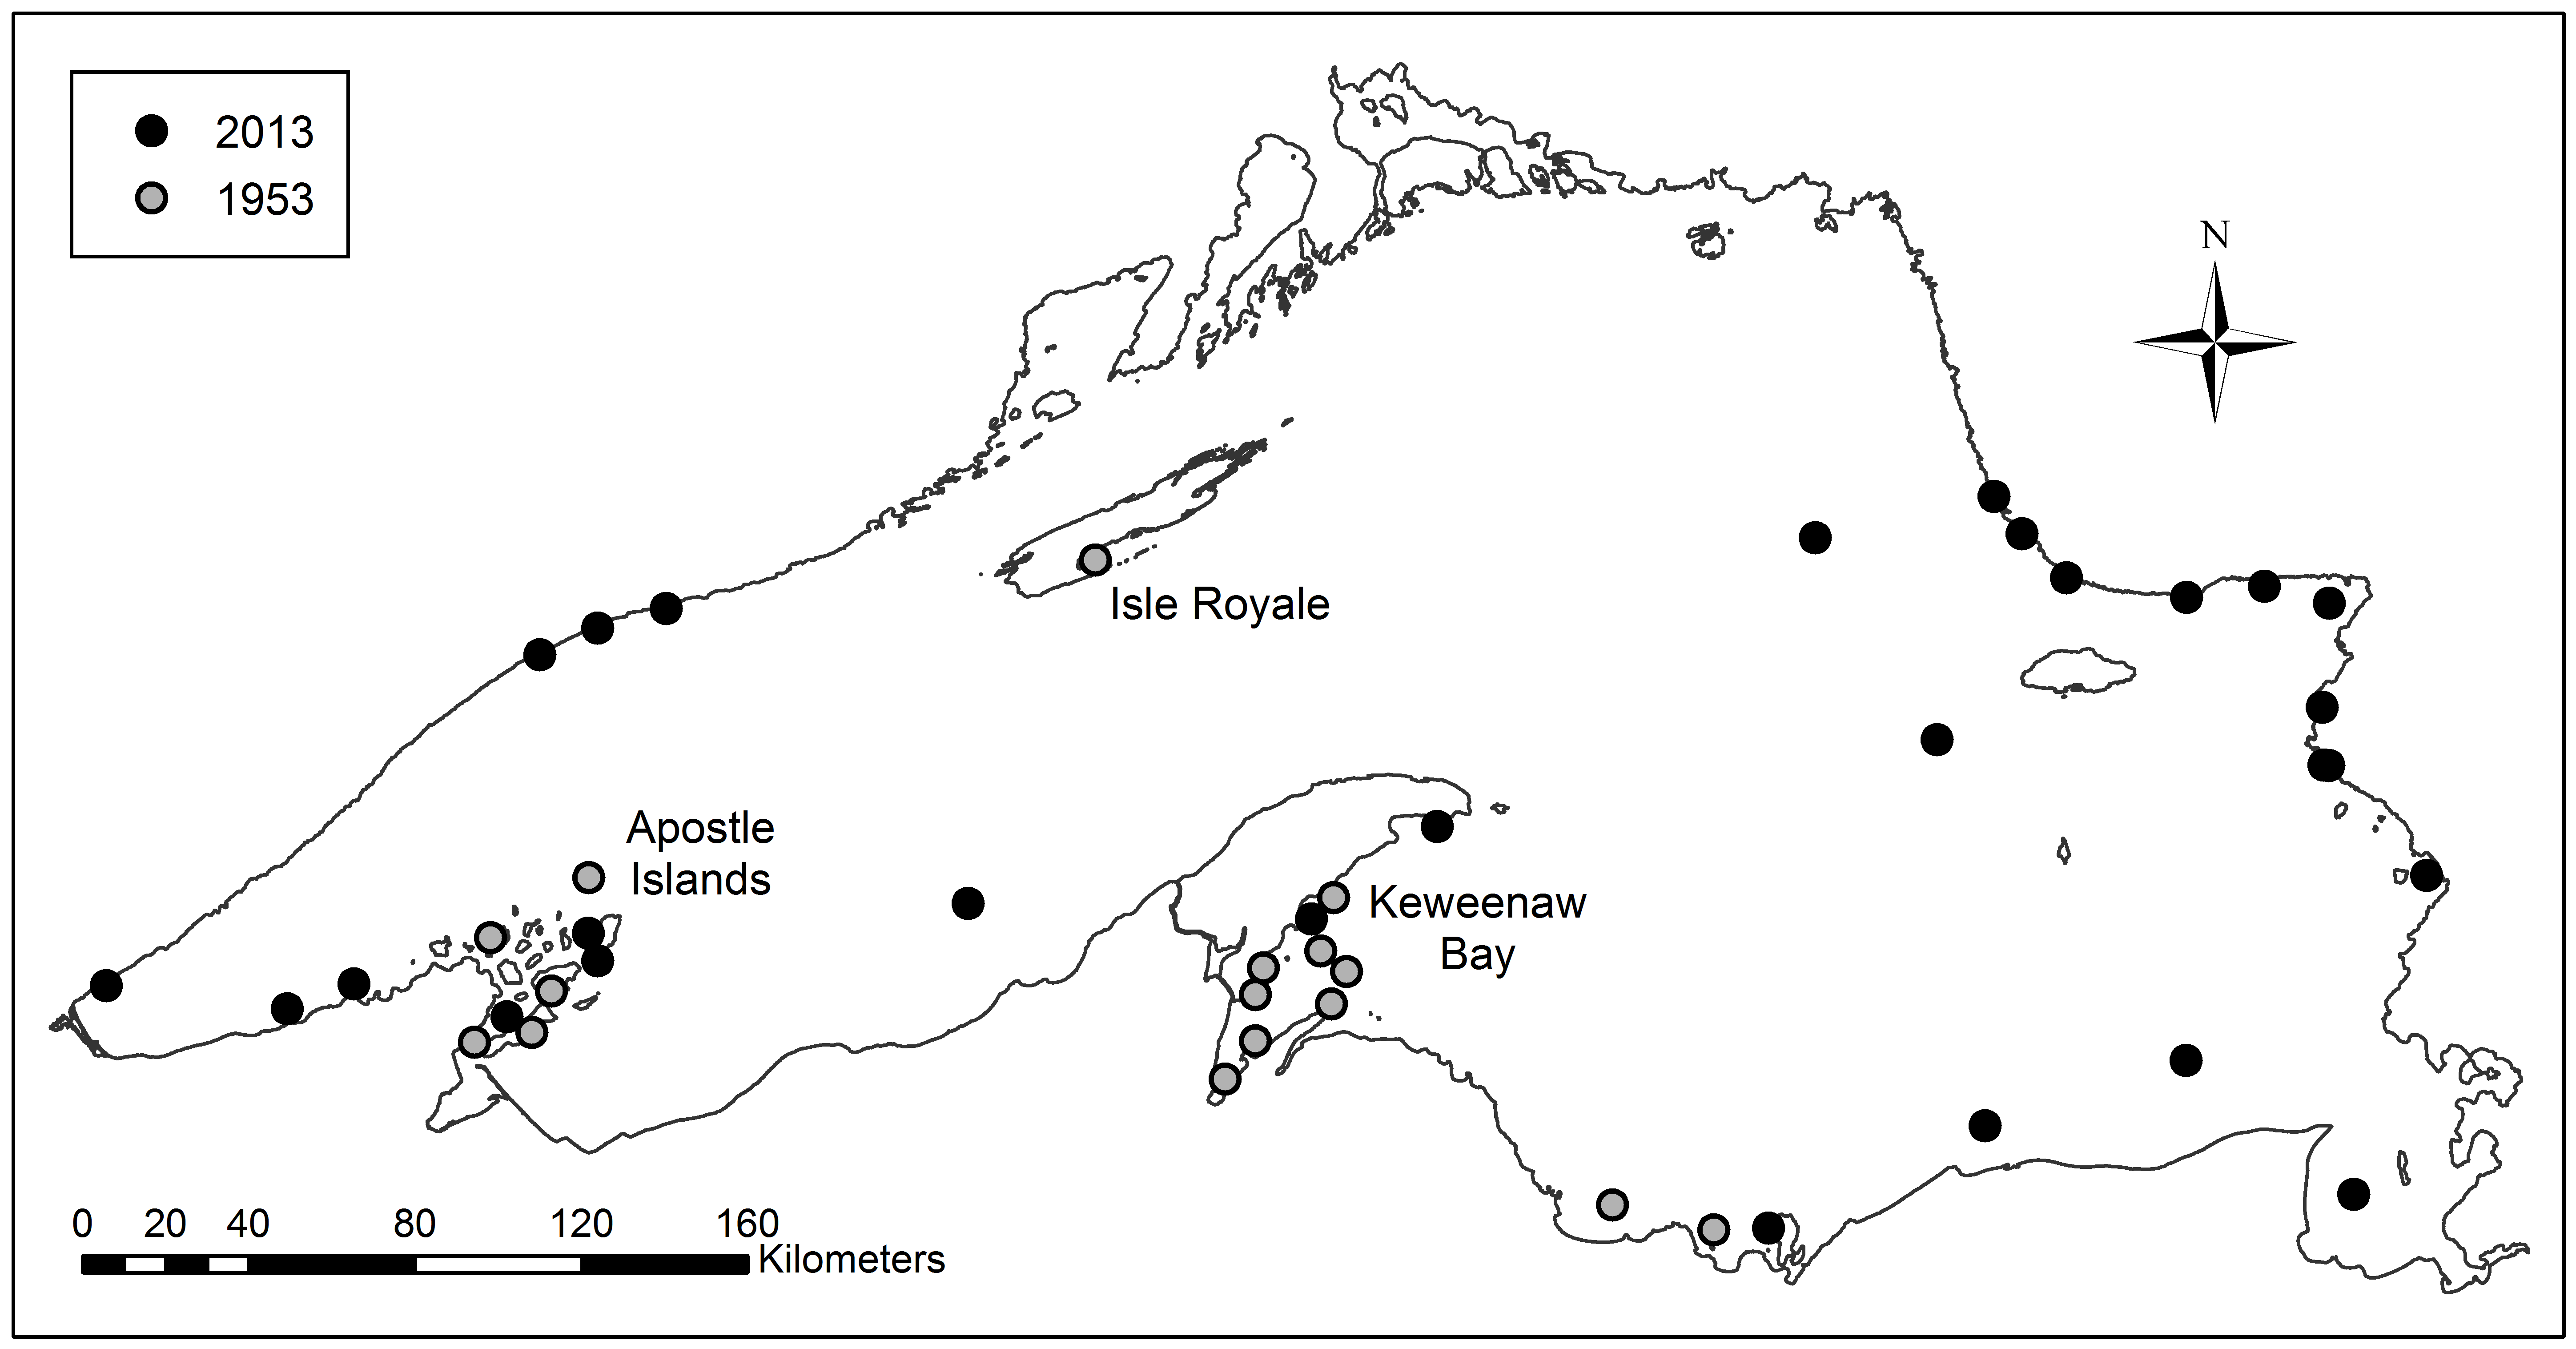 2013
1953
N
Isle Royale
Apostle
Islands
Keweenaw
Bay
0 20 40 80 120 160
Kilometers